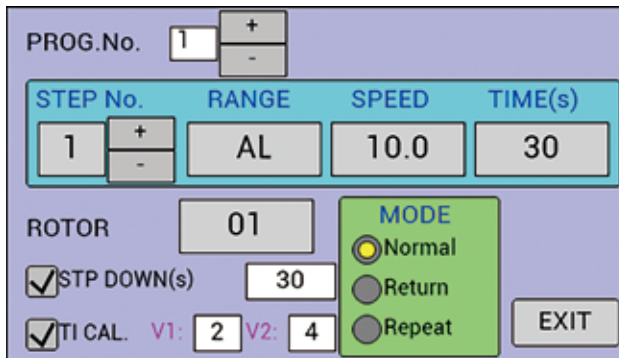 PROG.No. 1 + -
STEP No. RANGE SPEED TIME(s)
1 + - AL 10.0 30
ROTOR 01
STP DOWN(s) 30
TI CAL. V1: 2 V2: 4
MODE
Normal
Return
Repeat
EXIT